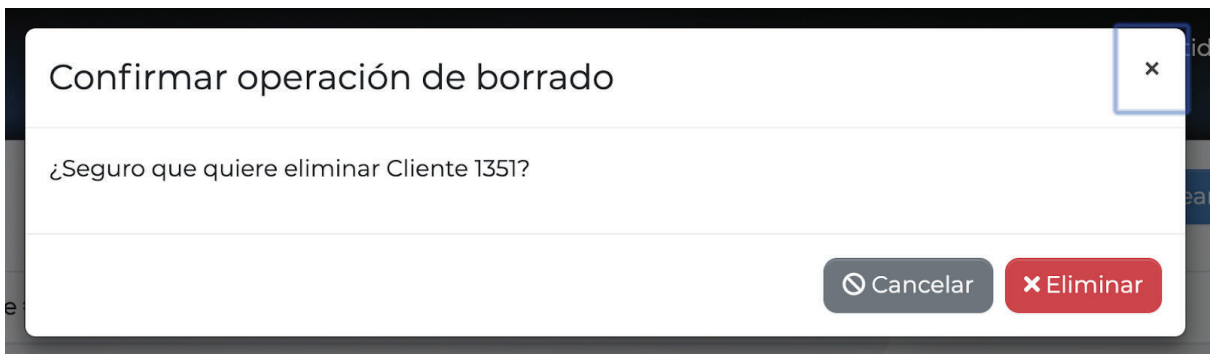 Confirmar operación de borrado
×
¿Seguro que quiere eliminar Cliente 1351?
Cancelar
Eliminar